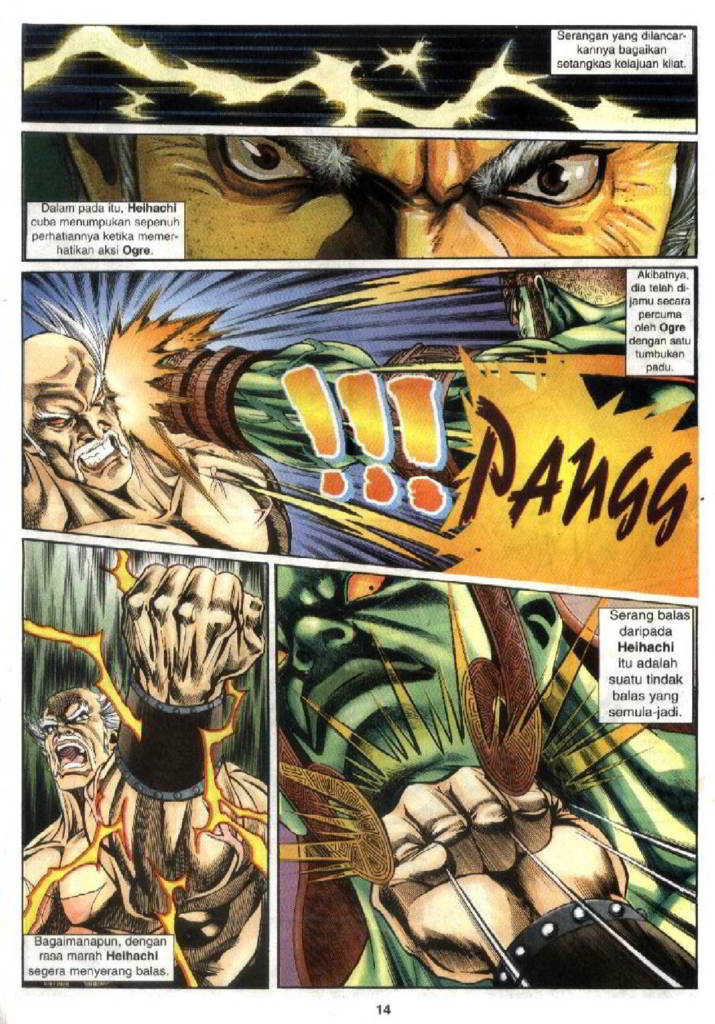 Serangan yang dilancar-
kannya bagaikan
setangkas kelajuan kilat.
Dalam pada itu, Heihachi
cuba menumpukan sepenuh
perhatiannya ketika memer-
hatikan aksi Ogre.
Akibatnya,
dia telah di-
jamu secara
percuma
oleh Ogre
dengan satu
tumbukan
padu.
!!!
PANGG
Bagaimanapun, dengan
rasa marah Heihachi
segera menyerang balas.
Serang balas
daripada
Heihachi
itu adalah
suatu tindak
balas yang
semula-jadi.
14